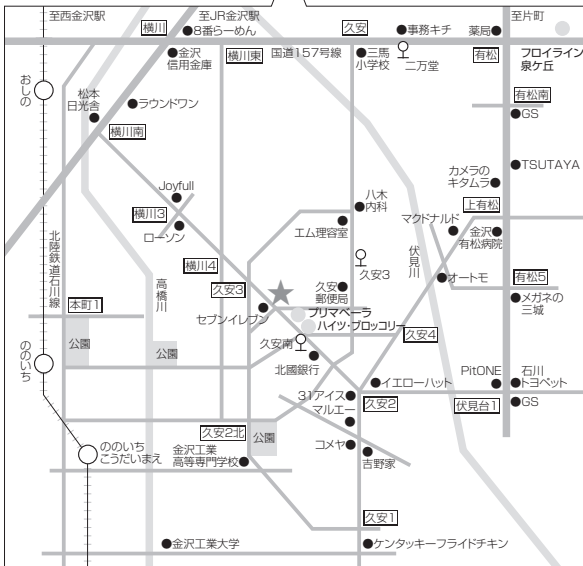 至西金沢駅
至JR金沢駅
至片町
横川
8番らーめん
久安
事務キチ
薬局
金沢
信用金庫
横川東
国道157号線
三馬
小学校
二万堂
有松
フロイライン
泉ケ丘
おしの
松本
日光舎
ラウンドワン
有松南
GS
横川南
TSUTAYA
カメラの
キタムラ
Joyfull
八木
内科
上有松
横川3
マクドナルド
エム理容室
金沢
有松病院
ローソン
伏見川
北陸鉄道石川線
高橋川
横川4
久安3
有松5
オートモ
久安3
久安
郵便局
本町1
メガネの
三城
セブンイレブン
プリマベーラ
ハイツ・ブロッコリー
公園
公園
久安南
久安4
ののいち
北國銀行
PitONE
石川
トヨペット
イエローハット
31アイス
久安2
伏見台1
GS
マルエー
久安2北
公園
ののいち
こうだいまえ
金沢工業
高等専門学校
コメヤ
吉野家
久安1
金沢工業大学
ケンタッキーフライドチキン